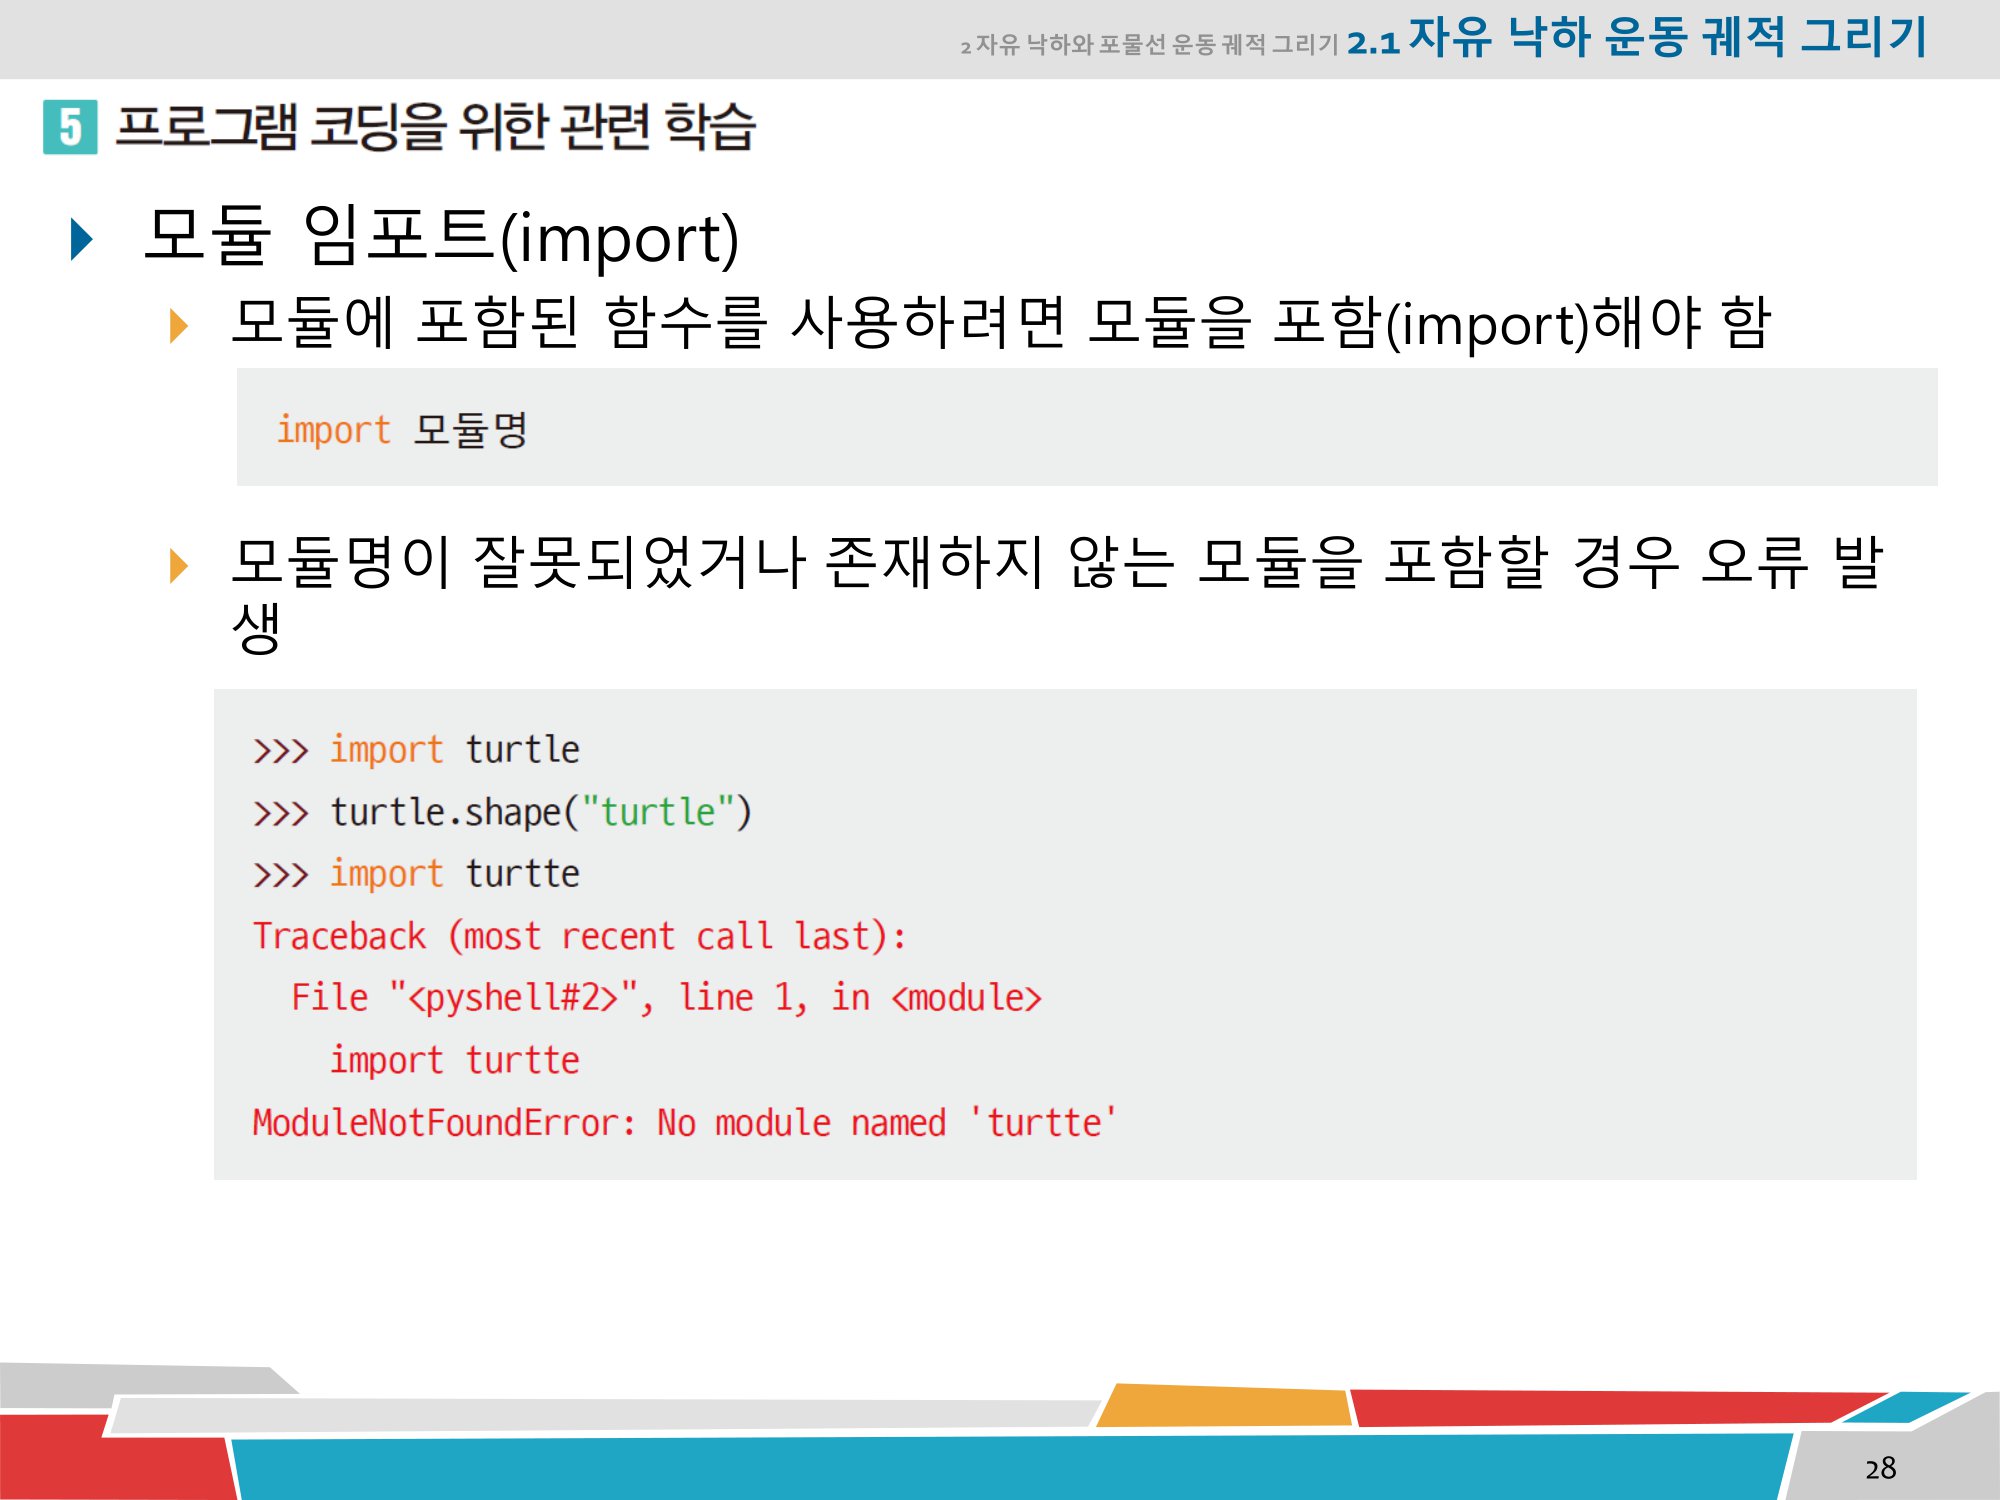 2 자유 낙하와 포물선 운동 궤적 그리기 2.1 자유 낙하 운동 궤적 그리기
5 프로그램 코딩을 위한 관련 학습
모듈 임포트(import)
모듈에 포함된 함수를 사용하려면 모듈을 포함(import)해야 함
import 모듈명
모듈명이 잘못되었거나 존재하지 않는 모듈을 포함할 경우 오류 발
생
>>> import turtle
>>> turtle.shape("turtle")
>>> import turtte
Traceback (most recent call last):
  File "<pyshell#2>", line 1, in <module>
    import turtte
ModuleNotFoundError: No module named 'turtte'
28